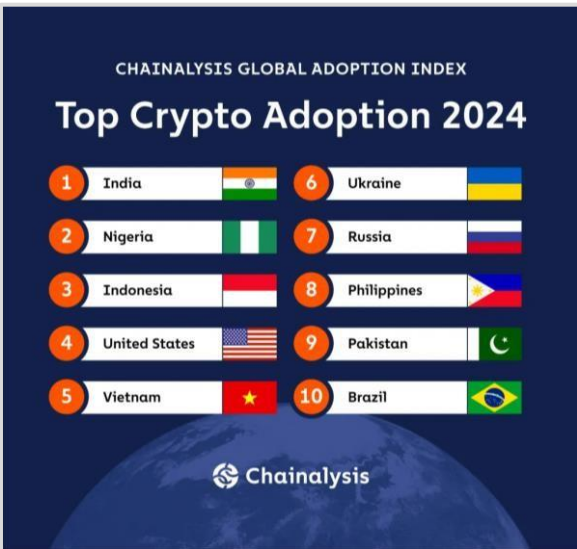 CHAINALYSIS GLOBAL ADOPTION INDEX
Top Crypto Adoption 2024
1 India
2 Nigeria
3 Indonesia
4 United States
5 Vietnam
6 Ukraine
7 Russia
8 Philippines
9 Pakistan
10 Brazil
Chainalysis